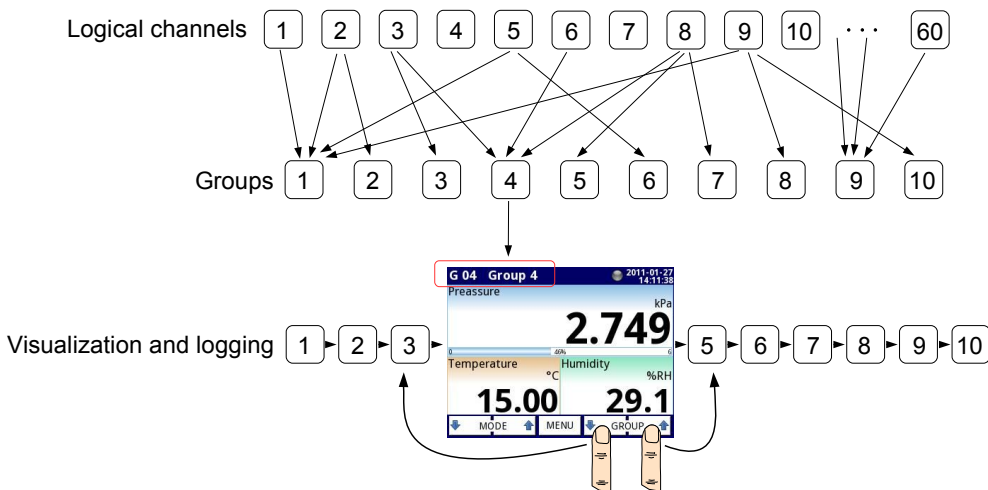 Logical channels 1 2 3 4 5 6 7 8 9 10 ··· 60
Groups 1 2 3 4 5 6 7 8 9 10
G 04 Group 4 2011-01-27
14:11:38
Preassure
kPa
2.749
0 46% 6
Visualization and logging 1 2 3 5 6 7 8 9 10
Temperature Humidity
°C %RH
15.00 29.1
MODE MENU GROUP